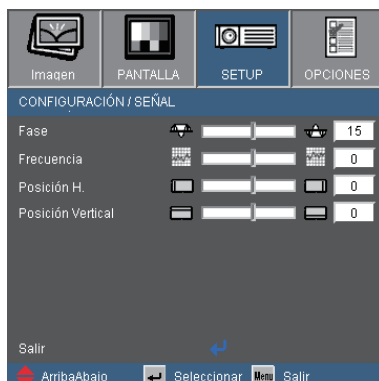 Imagen PANTALLA SETUP OPCIONES
CONFIGURACIÓN / SEÑAL
Fase 15
Frecuencia 0
Posición H. 0
Posición Vertical 0
Salir
ArribaAbajo Seleccionar Menu Salir